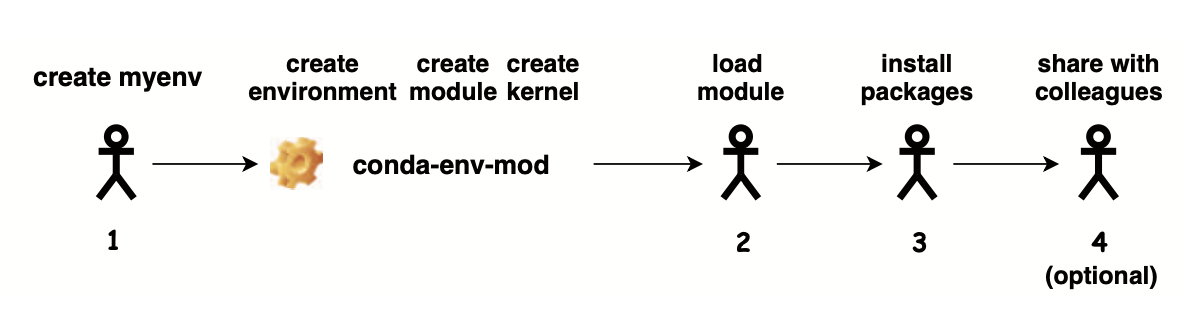 create myenv
create
environment
create
module
create
kernel
load
module
install
packages
share with
colleagues
conda-env-mod
1
2
3
4
(optional)